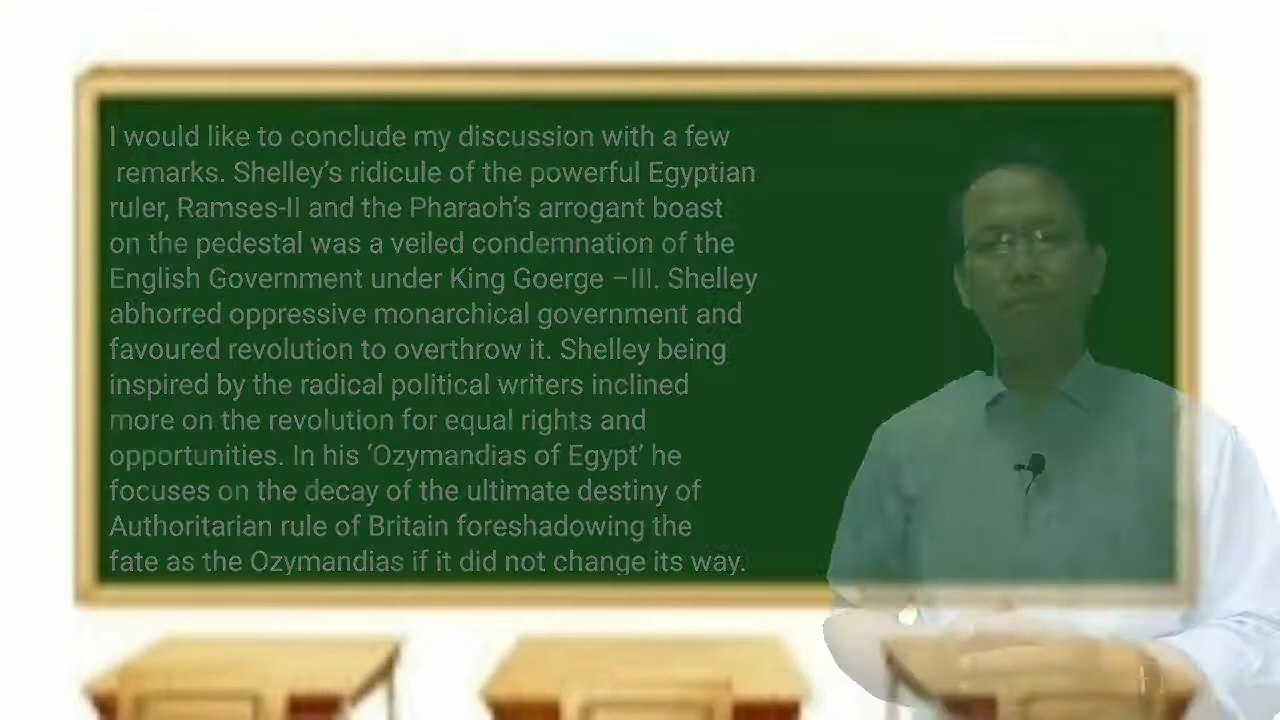 I would like to conclude my discussion with a few
remarks. Shelley's ridicule of the powerful Egyptian
ruler, Ramses-II and the Pharaoh's arrogant boast
on the pedestal was a veiled condemnation of the
English Government under King Goerge –III. Shelley
abhorred oppressive monarchical government and
favoured revolution to overthrow it. Shelley being
inspired by the radical political writers inclined
more on the revolution for equal rights and
opportunities. In his ‘Ozymandias of Egypt’ he
focuses on the decay of the ultimate destiny of
Authoritarian rule of Britain foreshadowing the
fate as the Ozymandias if it did not change its way.